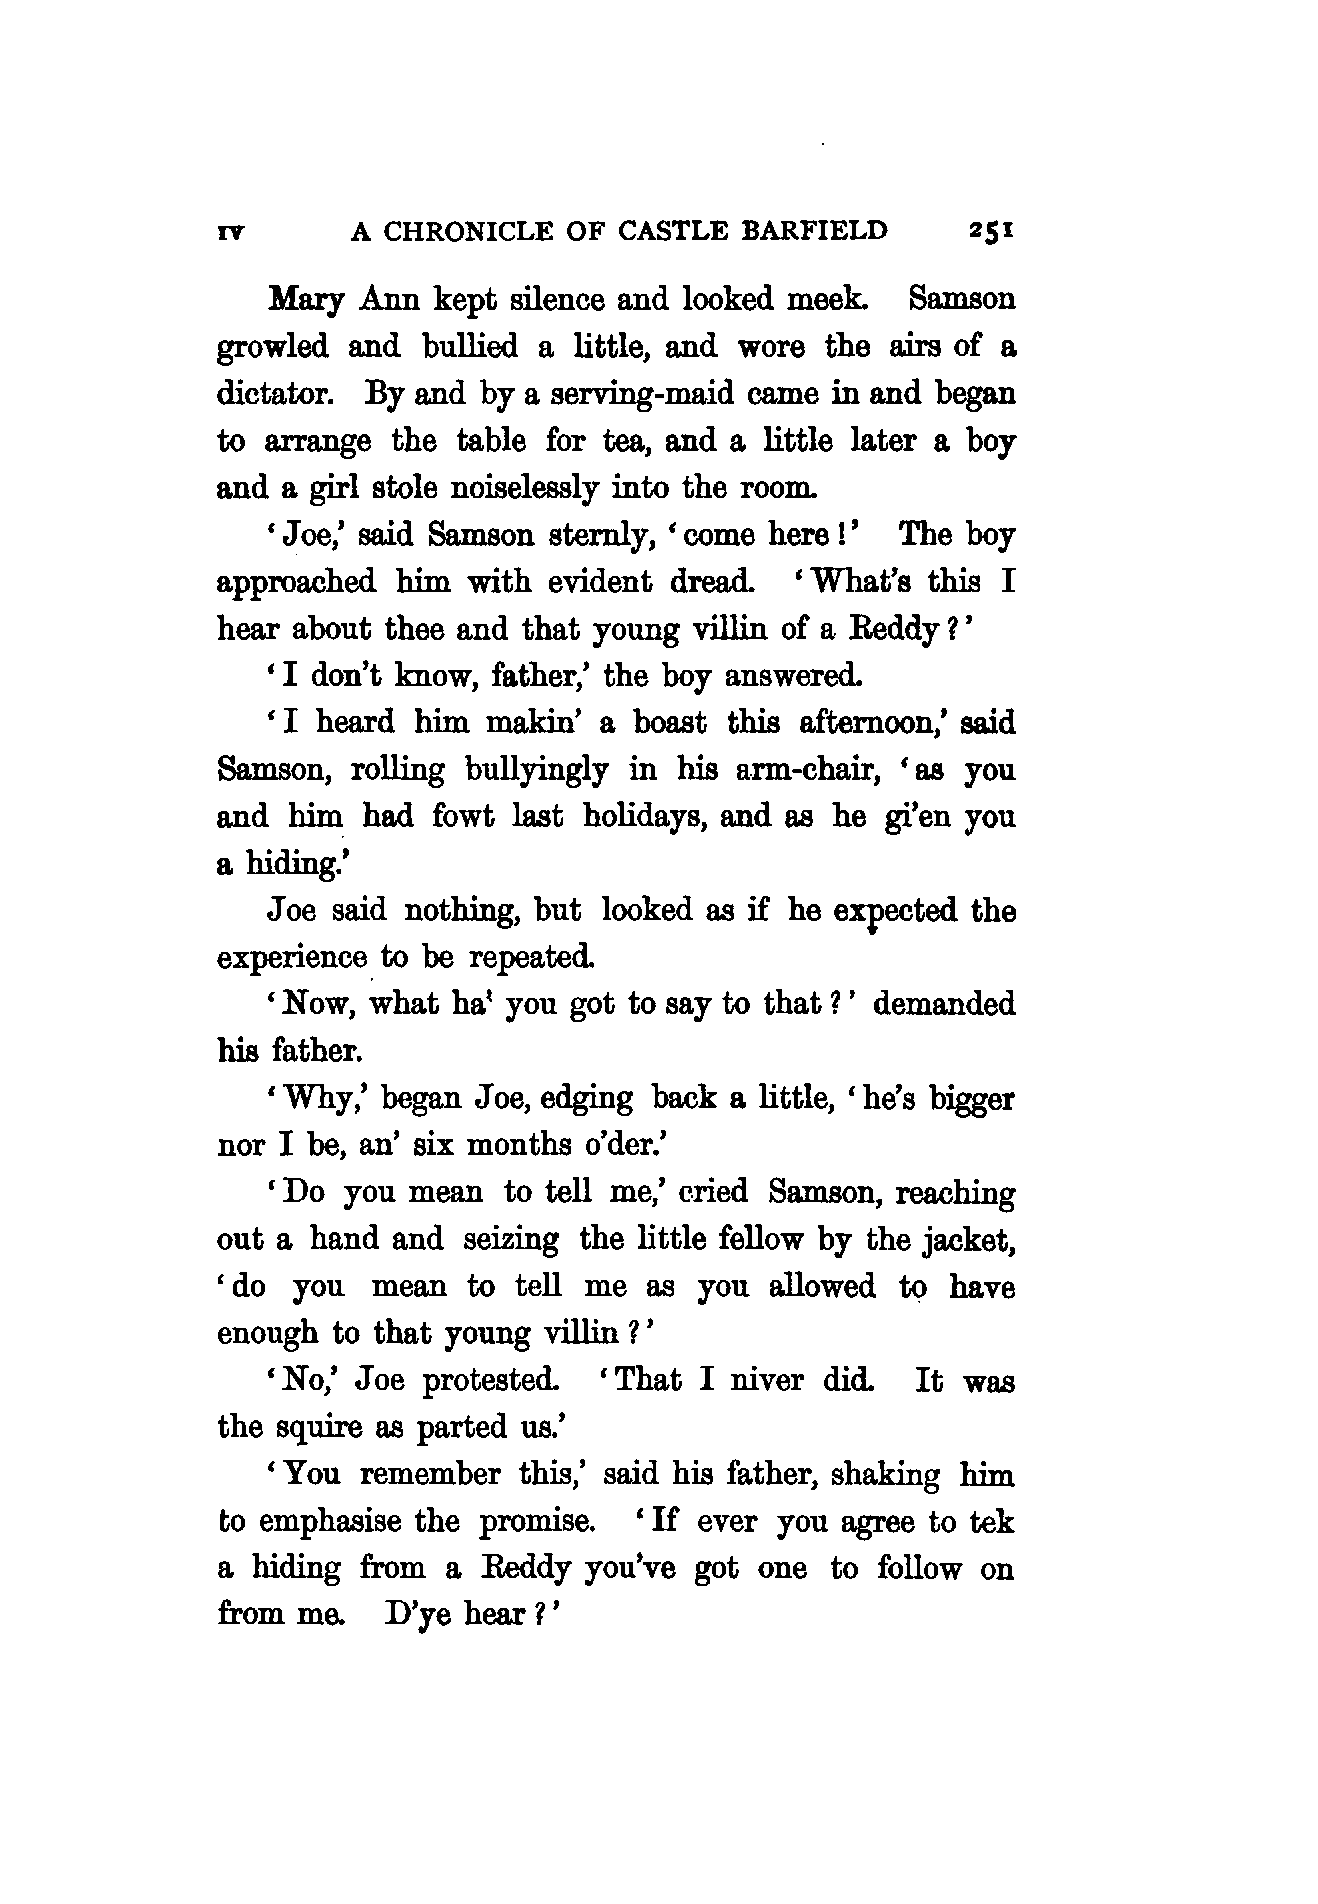 IV A CHRONICLE OF CASTLE BARFIELD 251
Mary Ann kept silence and looked meek. Samson
growled and bullied a little, and wore the airs of a
dictator. By and by a serving-maid came in and began
to arrange the table for tea, and a little later a boy
and a girl stole noiselessly into the room.
‘Joe,’ said Samson sternly, ‘come here!’ The boy
approached him with evident dread. ‘What’s this I
hear about thee and that young villin of a Reddy?’
‘I don’t know, father,’ the boy answered.
‘I heard him makin’ a boast this afternoon,’ said
Samson, rolling bullyingly in his arm-chair, ‘as you
and him had fowt last holidays, and as he gi’en you
a hiding.’
Joe said nothing, but looked as if he expected the
experience to be repeated.
‘Now, what ha’ you got to say to that?’ demanded
his father.
‘Why,’ began Joe, edging back a little, ‘he’s bigger
nor I be, an’ six months o’der.’
‘Do you mean to tell me,’ cried Samson, reaching
out a hand and seizing the little fellow by the jacket,
‘do you mean to tell me as you allowed to have
enough to that young villin?’
‘No,’ Joe protested. ‘That I niver did. It was
the squire as parted us.’
‘You remember this,’ said his father, shaking him
to emphasise the promise. ‘If ever you agree to tek
a hiding from a Reddy you’ve got one to follow on
from me. D’ye hear?’